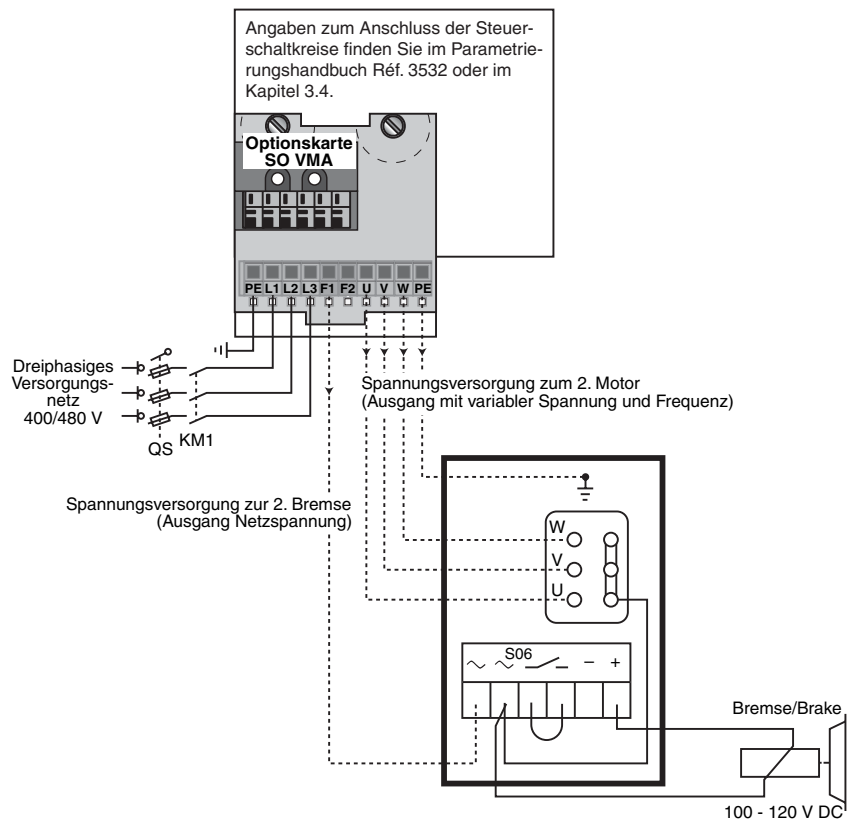 Angaben zum Anschluss der Steuer-
schaltkreise finden Sie im Parametrie-
rungshandbuch Réf. 3532 oder im
Kapitel 3.4.
Optionskarte
SO VMA
PE L1 L2 L3 F1 F2 U V W PE
Dreiphasiges
Versorgungs-
netz
400/480 V
QS
KM1
Spannungsversorgung zum 2. Motor
(Ausgang mit variabler Spannung und Frequenz)
Spannungsversorgung zur 2. Bremse
(Ausgang Netzspannung)
W
V
U
S06
− +
Bremse/Brake
100 - 120 V DC